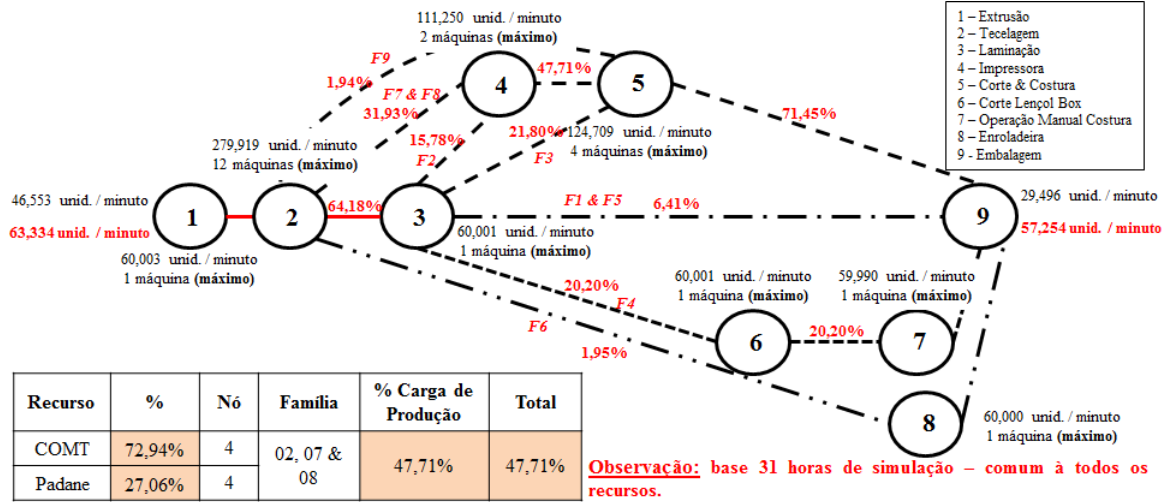 111,250 unid. / minuto
2 máquinas (máximo)
1 – Extrusão
2 – Tecelagem
3 – Laminação
4 – Impressora
5 – Corte & Costura
6 – Corte Lençol Box
7 – Operação Manual Costura
8 – Enroladeira
9 - Embalagem
F9
1,94%
47,71%
4
5
F7 & F8
31,93%
71,45%
15,78%
F2
21,80%
F3
124,709 unid. / minuto
4 máquinas (máximo)
279,919 unid. / minuto
12 máquinas (máximo)
46,553 unid. / minuto
63,334 unid. / minuto
1
2
64,18%
3
F1 & F5
6,41%
9
29,496 unid. / minuto
57,254 unid. / minuto
60,003 unid. / minuto
1 máquina (máximo)
60,001 unid. / minuto
1 máquina (máximo)
60,001 unid. / minuto
1 máquina (máximo)
59,990 unid. / minuto
1 máquina (máximo)
20,20%
F4
F6
1,95%
6
20,20%
7
8
60,000 unid. / minuto
1 máquina (máximo)
Recurso % Nó Família % Carga de Produção Total
COMT 72,94% 4 02, 07 & 08 47,71% 47,71%
Padane 27,06% 4
Observação: base 31 horas de simulação – comum à todos os
recursos.